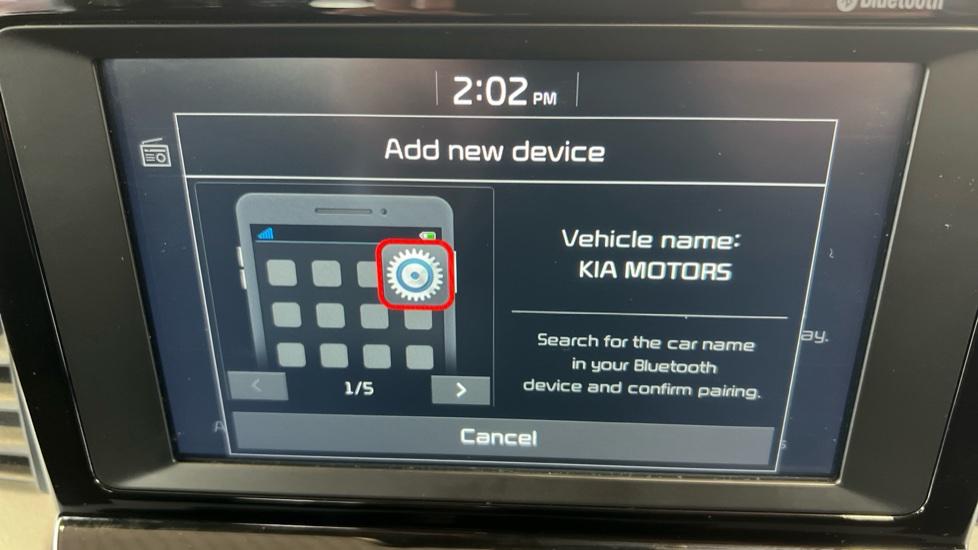 Bluetooth
2:02 PM
Add new device
Vehicle name:
KIA MOTORS
Search for the car name
in your Bluetooth
device and confirm pairing.
ay.
<
1/5
>
Cancel
A
s